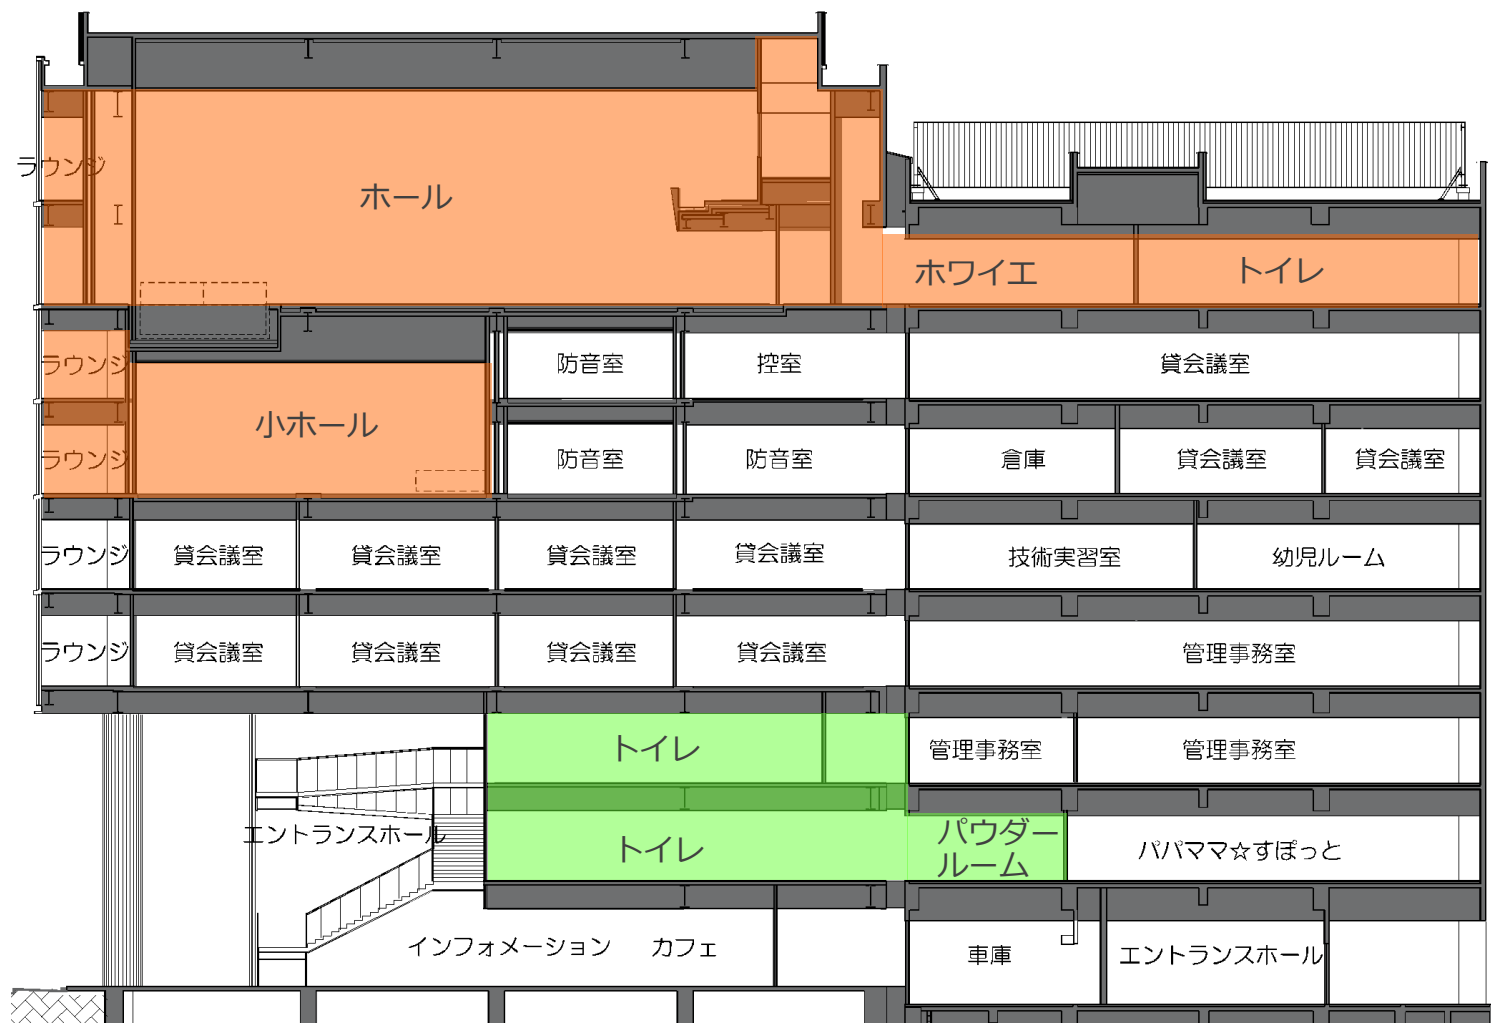 ラウンジ
ホール
ホワイエ
トイレ
ラウンジ
防音室
控室
貸会議室
小ホール
ラウンジ
防音室
防音室
倉庫
貸会議室
貸会議室
ラウンジ
貸会議室
貸会議室
貸会議室
貸会議室
技術実習室
幼児ルーム
ラウンジ
貸会議室
貸会議室
貸会議室
貸会議室
管理事務室
トイレ
管理事務室
管理事務室
エントランスホール
トイレ
パウダー
ルーム
パパママ☆すぽっと
インフォメーション
カフェ
車庫
エントランスホール